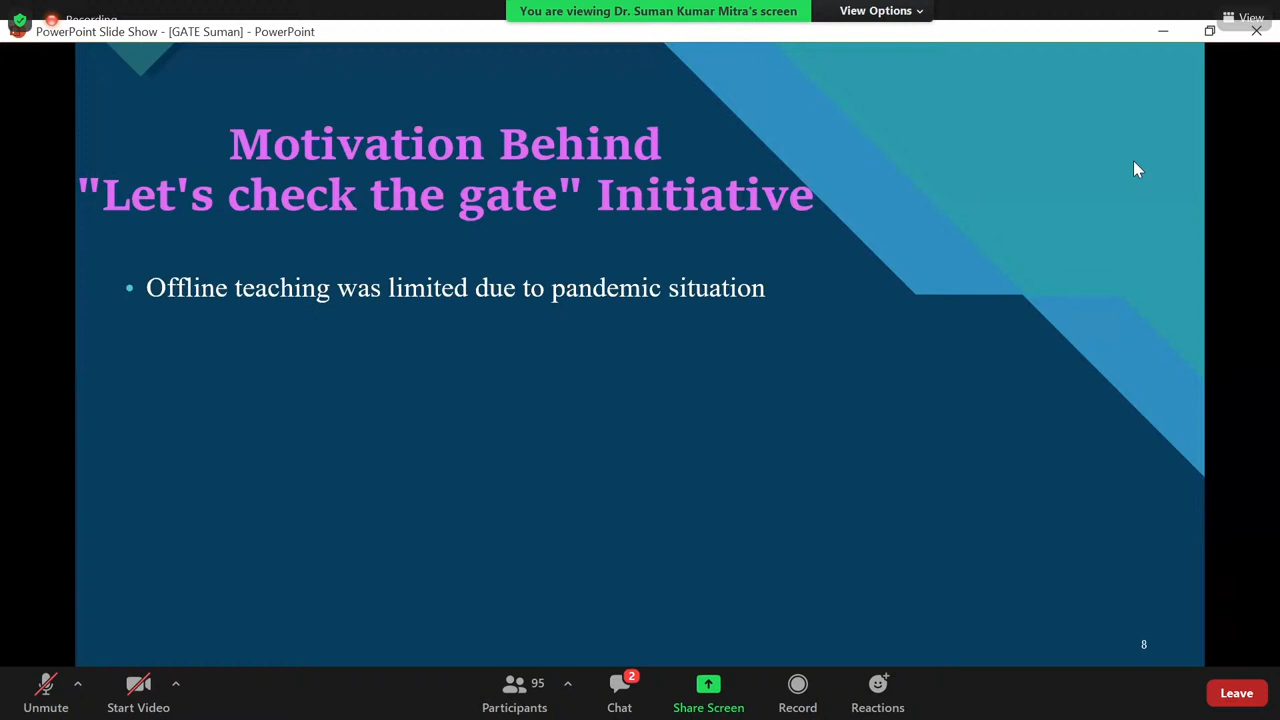 Recording
You are viewing Dr. Suman Kumar Mitra's screen
View Options
View
PowerPoint Slide Show - [GATE Suman] - PowerPoint
Motivation Behind
"Let's check the gate" Initiative
• Offline teaching was limited due to pandemic situation
8
Unmute
Start Video
95
Participants
2
Chat
Share Screen
Record
Reactions
Leave